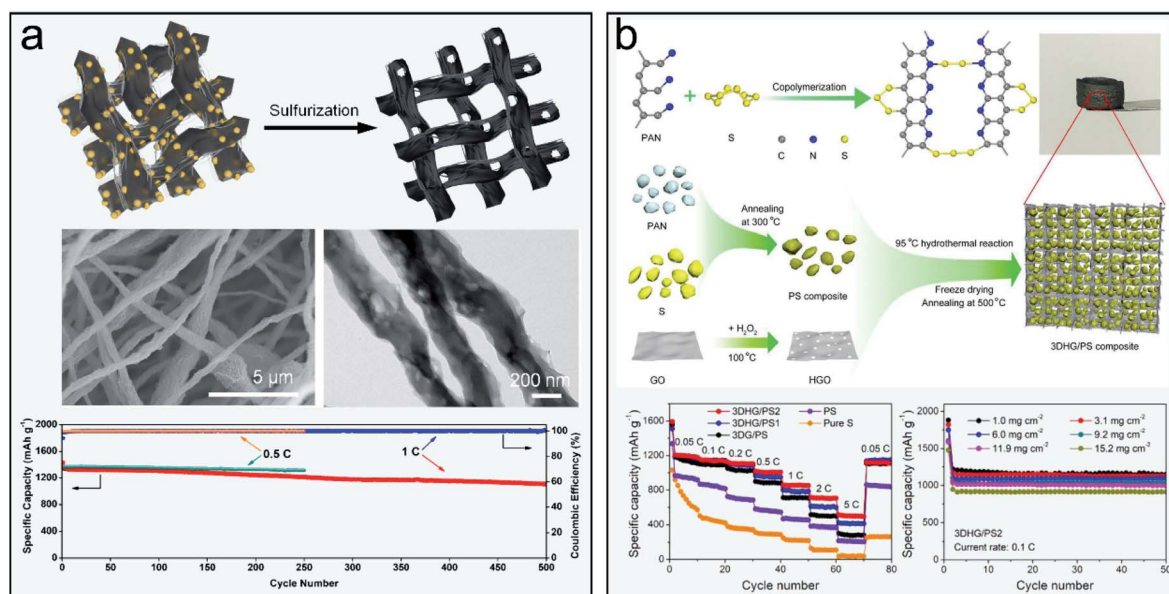 a
Sulfurization
5 µm
200 nm
Specific Capacity (mAh g⁻¹)
2000
1600
1200
800
400
0
0.5 C
1 C
100
80
60
40
20
0
Coulombic Efficiency (%)
0
50
100
150
200
250
300
350
400
450
500
Cycle Number
b
PAN
+
S
Copolymerization
C
N
S
PAN
S
Annealing
at 300 °C
PS composite
95 °C hydrothermal reaction
Freeze drying
Annealing at 500°C
3DHG/PS composite
GO
+ H₂O₂
100 °C
HGO
Specific capacity (mAh g⁻¹)
1600
1200
800
400
0
3DHG/PS2
3DHG/PS1
3DG/PS
PS
Pure S
0.05 C
0.1 C
0.2 C
0.5 C
1 C
2 C
5 C
0.05 C
0
20
40
60
80
Cycle number
Specific capacity (mAh g⁻¹)
2000
1500
1000
500
0
1.0 mg cm⁻²
3.1 mg cm⁻²
6.0 mg cm⁻²
9.2 mg cm⁻²
11.9 mg cm⁻²
15.2 mg cm⁻²
3DHG/PS2
Current rate: 0.1 C
0
10
20
30
40
50
Cycle number